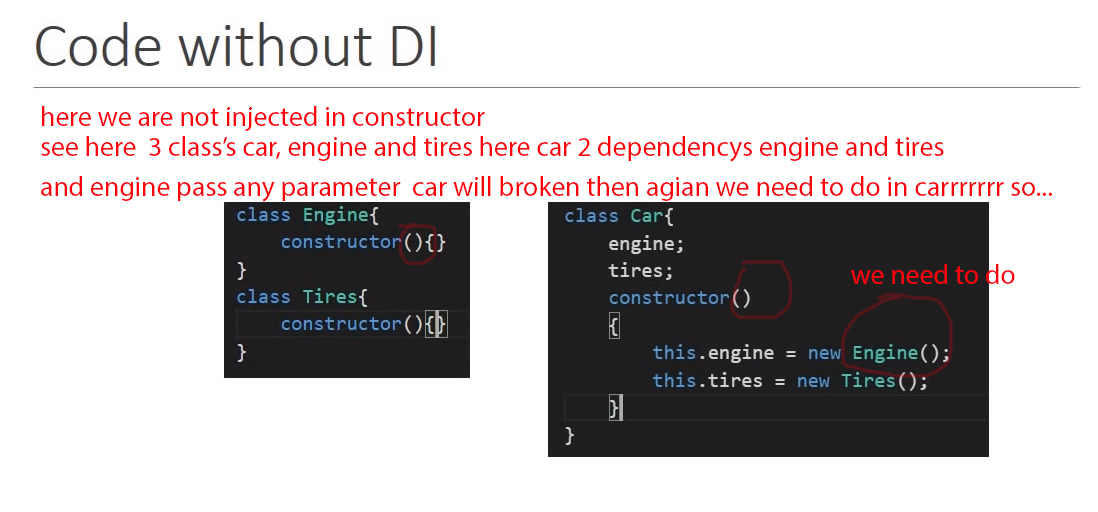 Code without DI
here we are not injected in constructor
see here  3 class's car, engine and tires here car 2 dependencys engine and tires
and engine pass any parameter  car will broken then agian we need to do in carrrrrrr so...
class Engine{
constructor(){}
}
class Tires{
constructor(){}
}
class Car{
engine;
tires;
we need to do
constructor()
{
this.engine = new Engine();
this.tires = new Tires();
}
}